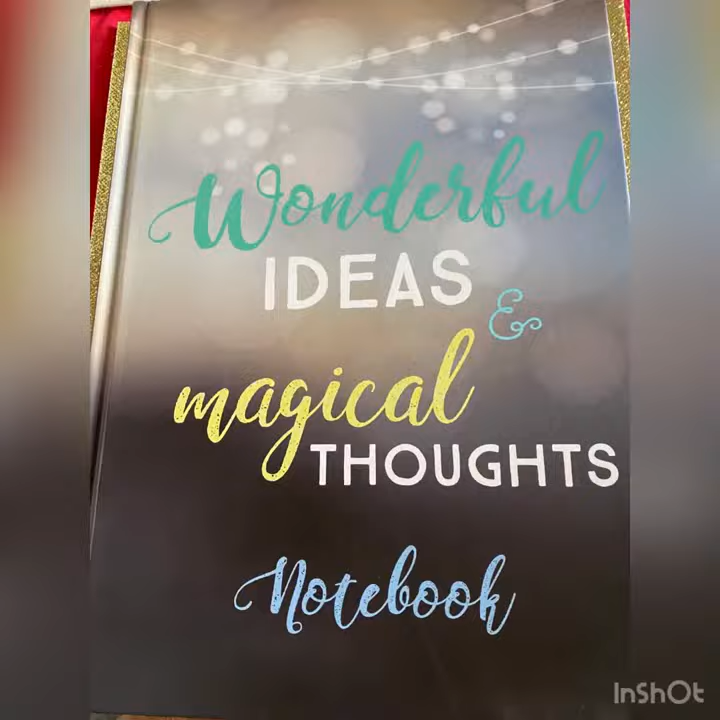 Wonderful
IDEAS
&
magical
THOUGHTS
Notebook
InShOt